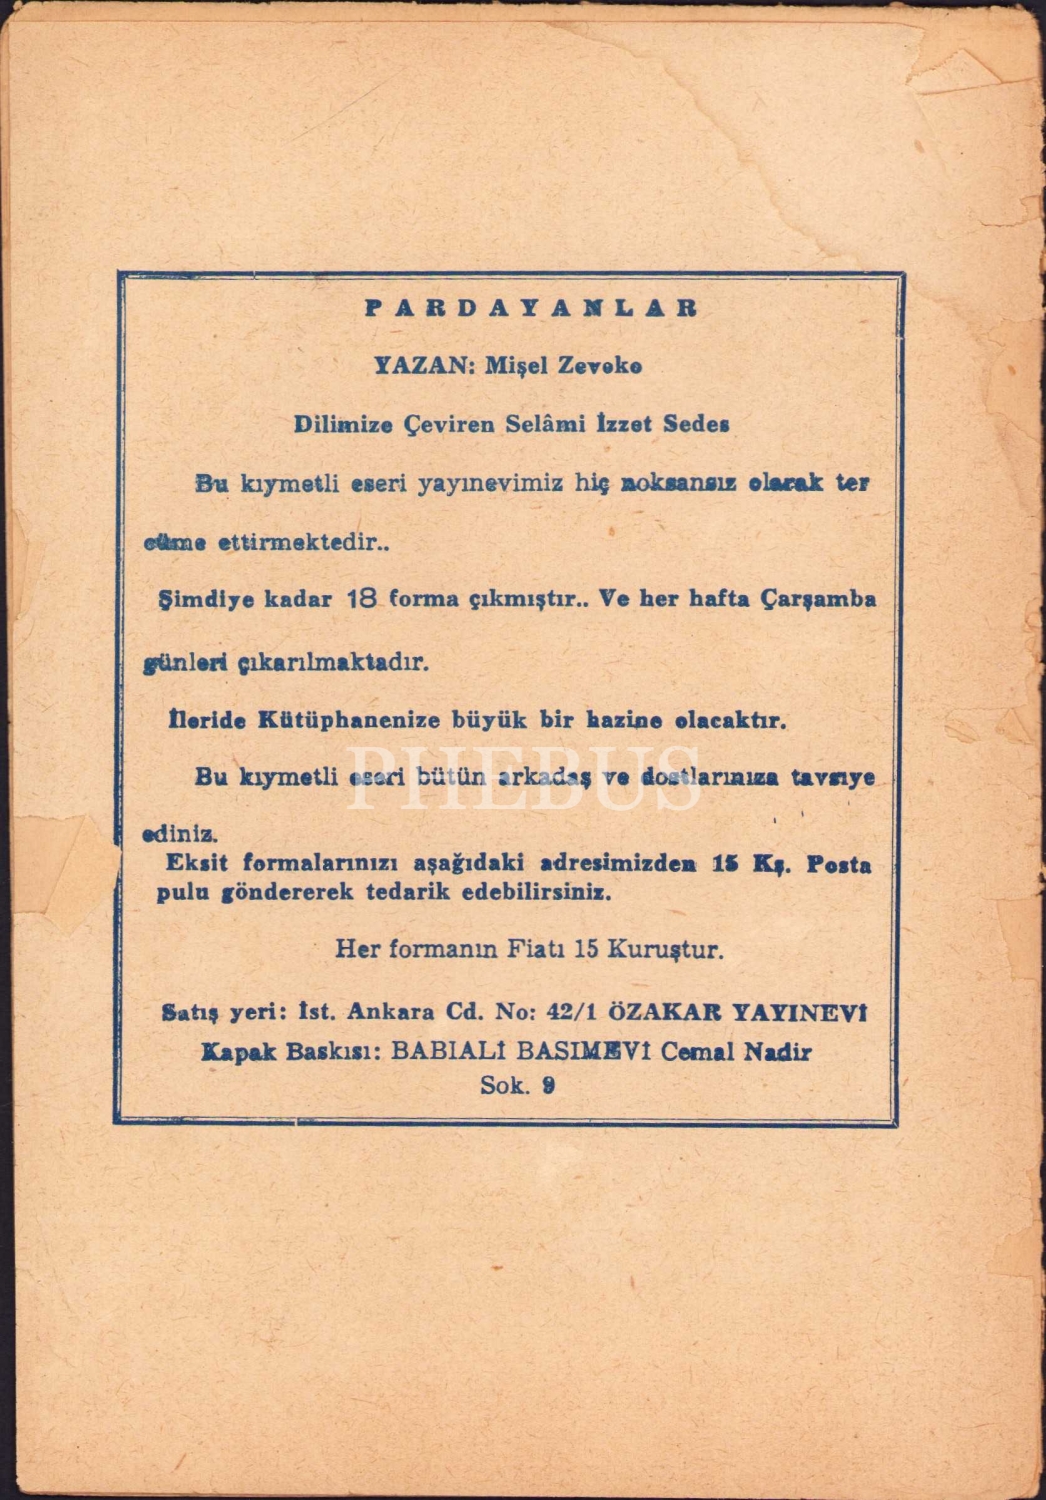 PARDAYANLAR
YAZAN: Mişel Zevoko
Dilimize Çeviren Selâmi İzzet Sedes
Bu kıymetli eseri yayınevimiz hiç noksansız olarak ter
cüme ettirmektedir..
Şimdiye kadar 18 forma çıkmıştır.. Ve her hafta Çarşamba
günleri çıkarılmaktadır.
İleride Kütüphanenize büyük bir hazine olacaktır.
Bu kıymetli eseri bütün arkadaş ve dostlarınıza tavsiye
PHEBUS
ediniz.
Eksit formalarınızı aşağıdaki adresimizden 15 Kş. Posta
pulu göndererek tedarik edebilirsiniz.
Her formanın Fiatı 15 Kuruştur.
Satış yeri: İst. Ankara Cd. No: 42/1 ÖZAKAR YAYINEVİ
Kapak Baskısı: BABIALİ BASIMEVİ Cemal Nadir
Sok. 9